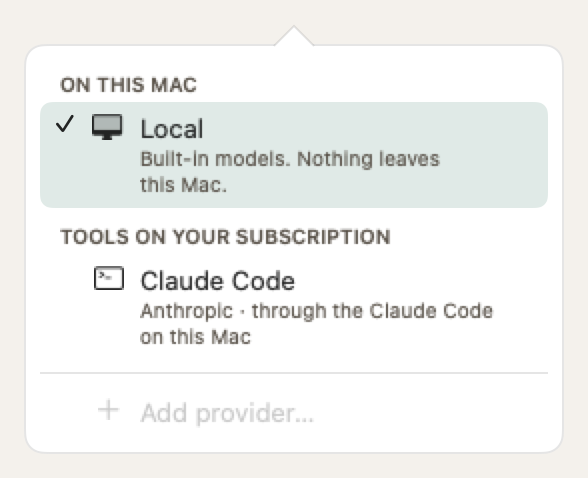 ON THIS MAC
Local
Built-in models. Nothing leaves
this Mac.
TOOLS ON YOUR SUBSCRIPTION
Claude Code
Anthropic · through the Claude Code
on this Mac
Add provider...